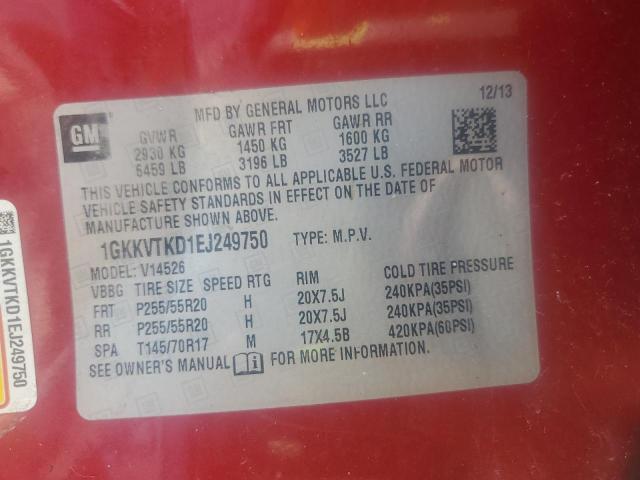 MFD BY GENERAL MOTORS LLC 12/13
GM
GVWR GAWR FRT GAWR RR
2930 KG 1450 KG 1600 KG
6459 LB 3196 LB 3527 LB
THIS VEHICLE CONFORMS TO ALL APPLICABLE U.S. FEDERAL MOTOR
VEHICLE SAFETY STANDARDS IN EFFECT ON THE DATE OF
MANUFACTURE SHOWN ABOVE.
1GKKVTKD1EJ249750 TYPE: M.P.V.
MODEL: V14526
VBBG TIRE SIZE SPEED RTG RIM COLD TIRE PRESSURE
FRT P255/55R20 H 20X7.5J 240KPA(35PSI)
RR P255/55R20 H 20X7.5J 240KPA(35PSI)
SPA T145/70R17 M 17X4.5B 420KPA(60PSI)
SEE OWNER'S MANUAL i FOR MORE INFORMATION.
1GKKVTKD1EJ249750